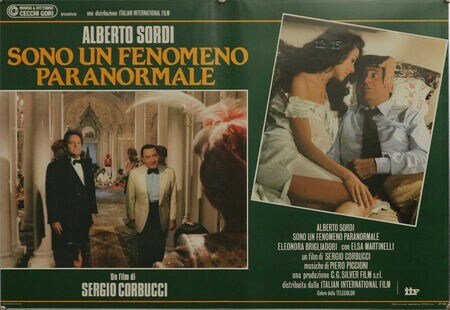 MARIO & VITTORIO
CECCHI GORI
presentano
una distribuzione ITALIAN INTERNATIONAL FILM
ALBERTO SORDI
SONO UN FENOMENO
PARANORMALE
12 15
Un film di
SERGIO CORBUCCI
ALBERTO SORDI
SONO UN FENOMENO PARANORMALE
ELEONORA BRIGLIADORI con ELSA MARTINELLI
un film di SERGIO CORBUCCI
musiche di PIERO PICCIONI
una produzione C.G. SILVER FILM s.r.l.
distribuita dalla ITALIAN INTERNATIONAL FILM
Colore della TELECOLOR